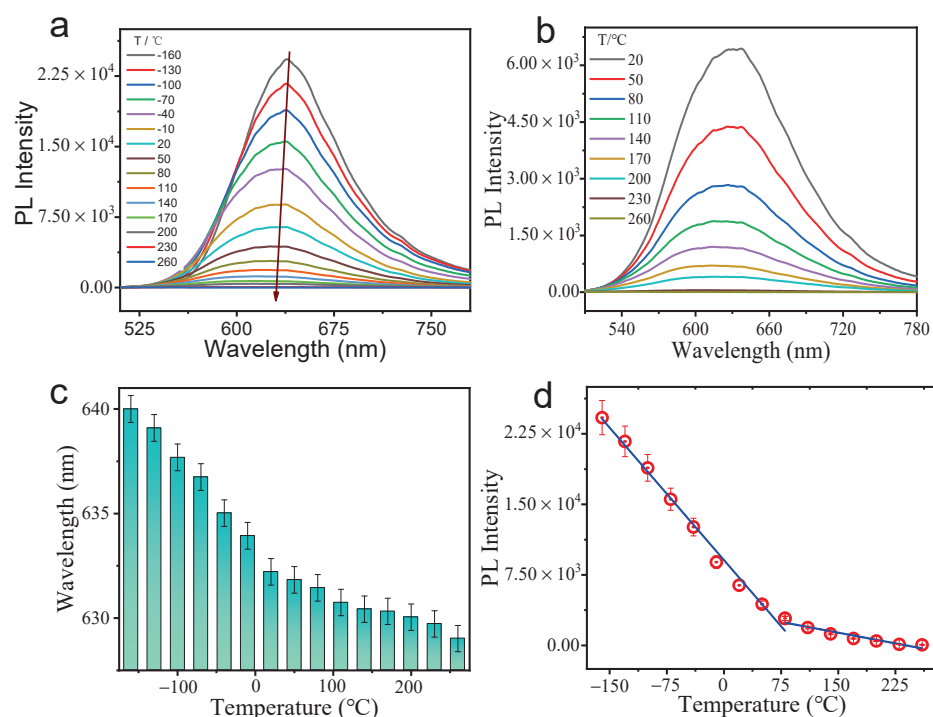 a
T / ℃
-160
-130
-100
-70
-40
-10
20
50
80
110
140
170
200
230
260
2.25 × 10⁴
1.50 × 10⁴
7.50 × 10³
0.00
PL Intensity
525 600 675 750
Wavelength (nm)
b
T/℃
20
50
80
110
140
170
200
230
260
6.00×10³
4.50×10³
3.00×10³
1.50×10³
0.00
PL Intensity
540 600 660 720 780
Wavelength (nm)
c
640
635
630
Wavelength (nm)
−100 0 100 200
Temperature (℃)
d
2.25 × 10⁴
1.50 × 10⁴
7.50 × 10³
0.00
PL Intensity
−150 −75 0 75 150 225
Temperature (℃)